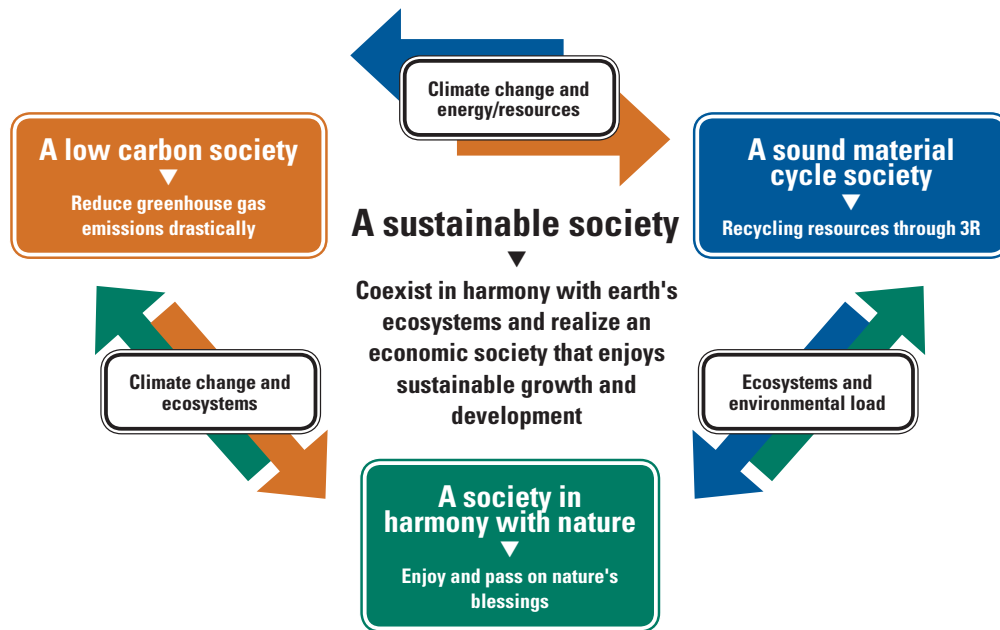 Climate change and
energy/resources
A low carbon society
▼
Reduce greenhouse gas
emissions drastically
A sound material
cycle society
▼
Recycling resources through 3R
A sustainable society
▼
Coexist in harmony with earth's
ecosystems and realize an
economic society that enjoys
sustainable growth and
development
Climate change and
ecosystems
Ecosystems and
environmental load
A society in
harmony with nature
▼
Enjoy and pass on nature's
blessings